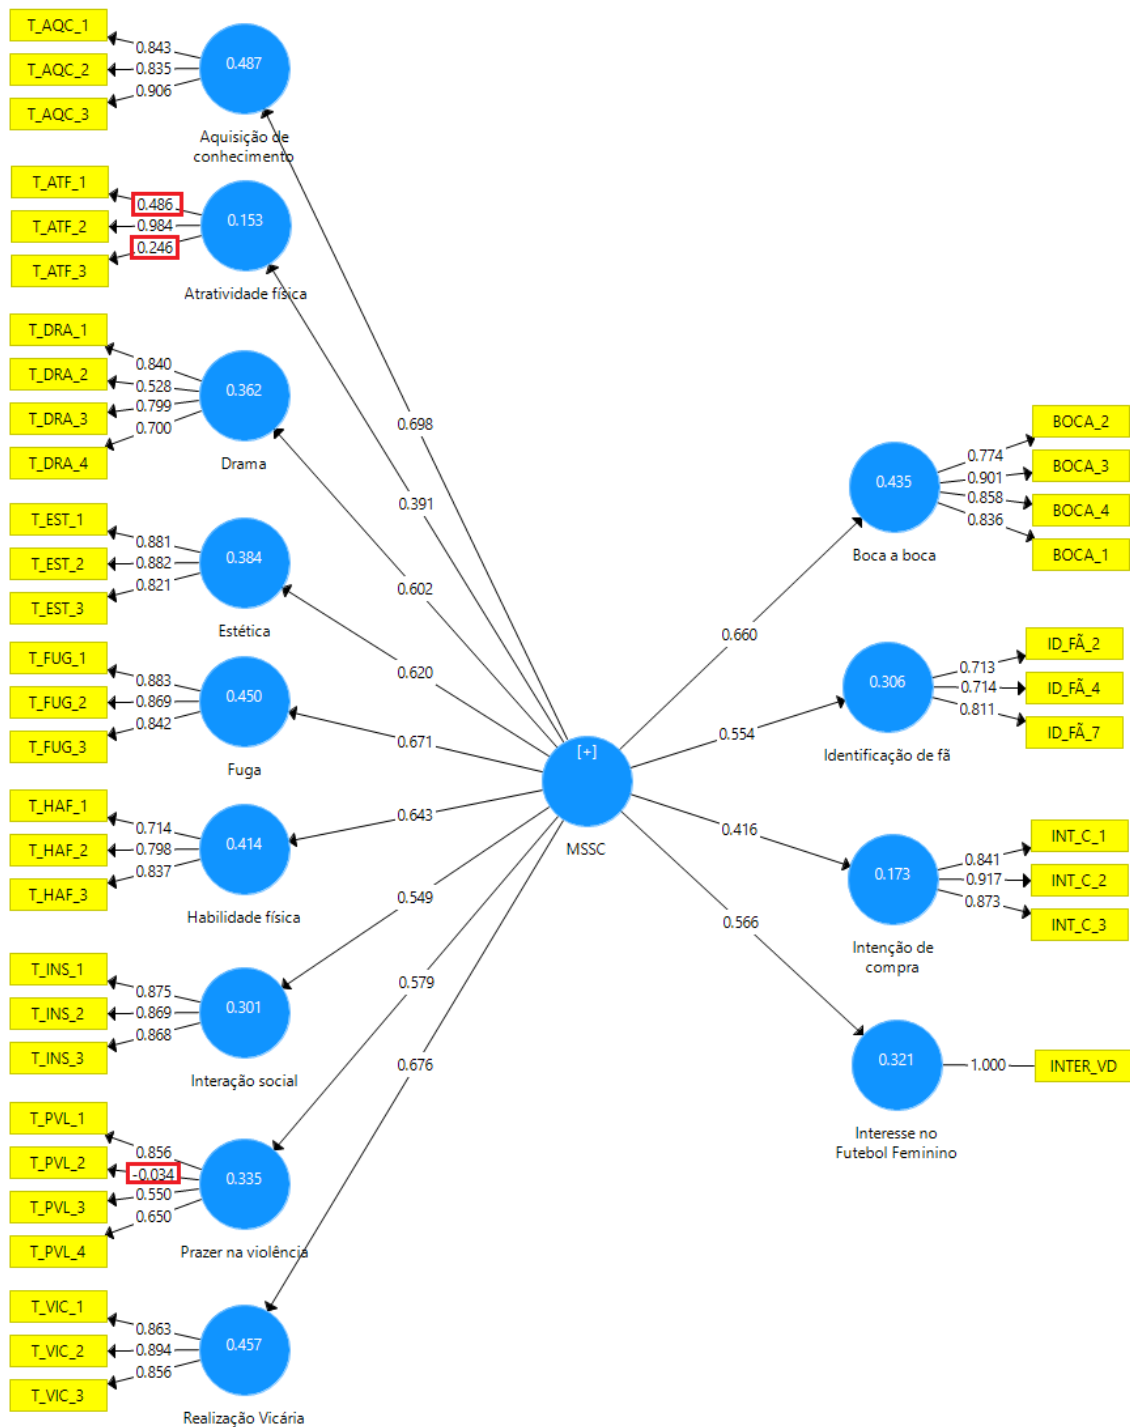 T_AQC_1
T_AQC_2
T_AQC_3
0.843
0.835
0.906
0.487
Aquisição de
conhecimento
T_ATF_1
T_ATF_2
T_ATF_3
0.486
0.984
0.246
0.153
Atratividade física
T_DRA_1
T_DRA_2
T_DRA_3
T_DRA_4
0.840
0.528
0.799
0.700
0.362
Drama
T_EST_1
T_EST_2
T_EST_3
0.881
0.882
0.821
0.384
Estética
T_FUG_1
T_FUG_2
T_FUG_3
0.883
0.869
0.842
0.450
Fuga
T_HAF_1
T_HAF_2
T_HAF_3
0.714
0.798
0.837
0.414
Habilidade física
T_INS_1
T_INS_2
T_INS_3
0.875
0.869
0.868
0.301
Interação social
T_PVL_1
T_PVL_2
T_PVL_3
T_PVL_4
0.856
-0.034
0.550
0.650
0.335
Prazer na violência
T_VIC_1
T_VIC_2
T_VIC_3
0.863
0.894
0.856
0.457
Realização Vicária
0.698
0.391
0.602
0.620
0.671
0.643
0.549
0.579
0.676
[+]
MSSC
0.660
0.554
0.416
0.566
0.435
Boca a boca
0.774
0.901
0.858
0.836
BOCA_2
BOCA_3
BOCA_4
BOCA_1
0.306
Identificação de fã
0.713
0.714
0.811
ID_FÃ_2
ID_FÃ_4
ID_FÃ_7
0.173
Intenção de
compra
0.841
0.917
0.873
INT_C_1
INT_C_2
INT_C_3
0.321
Interesse no
Futebol Feminino
1.000
INTER_VD